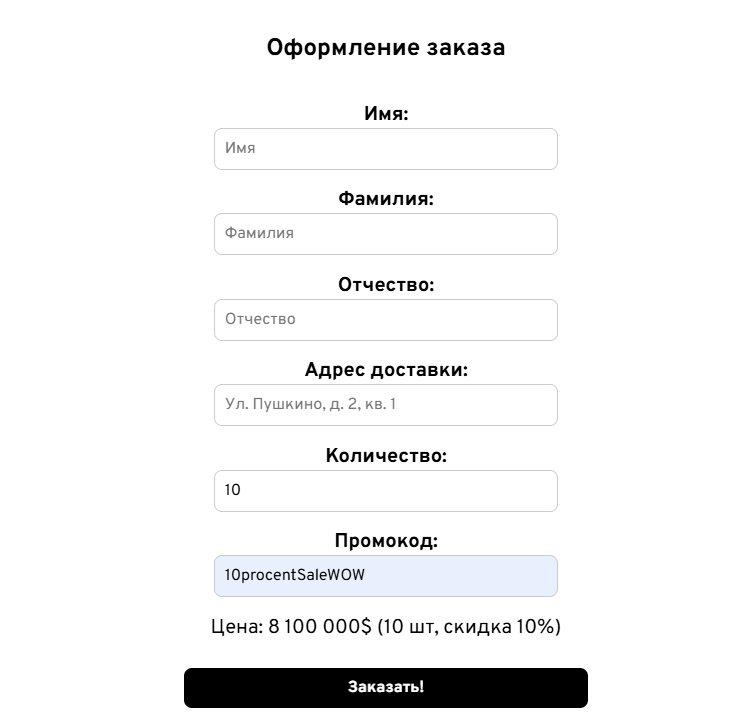 Оформление заказа
Имя:
Имя
Фамилия:
Фамилия
Отчество:
Отчество
Адрес доставки:
Ул. Пушкино, д. 2, кв. 1
Количество:
10
Промокод:
10procentSaleWOW
Цена: 8 100 000$ (10 шт, скидка 10%)
Заказать!